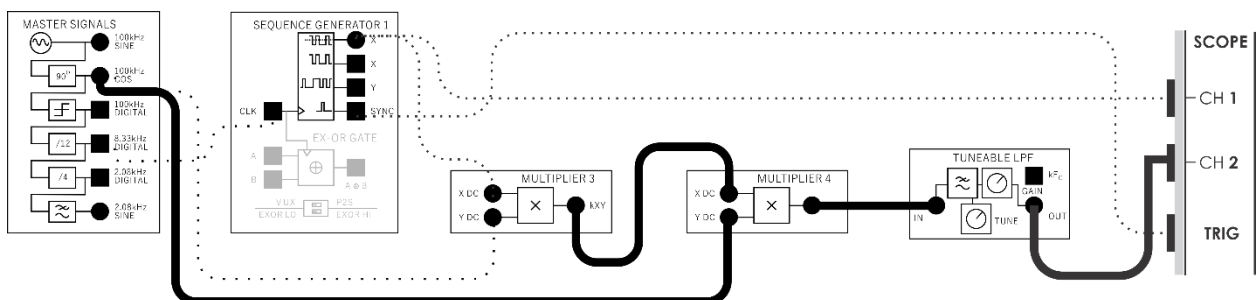 MASTER SIGNALS
100kHz
SINE
90°
100kHz
COS
100kHz
DIGITAL
/12
8.33kHz
DIGITAL
/4
2.08kHz
DIGITAL
2.08kHz
SINE
SEQUENCE GENERATOR 1
X
X
Y
CLK
SYNC
EX-OR GATE
A
B
A⊕B
P2S
EXOR LO
EXOR HI
MULTIPLIER 3
X DC
Y DC
×
kXY
MULTIPLIER 4
X DC
Y DC
×
TUNEABLE LPF
kFC
GAIN
IN
TUNE
OUT
SCOPE
CH 1
CH 2
TRIG